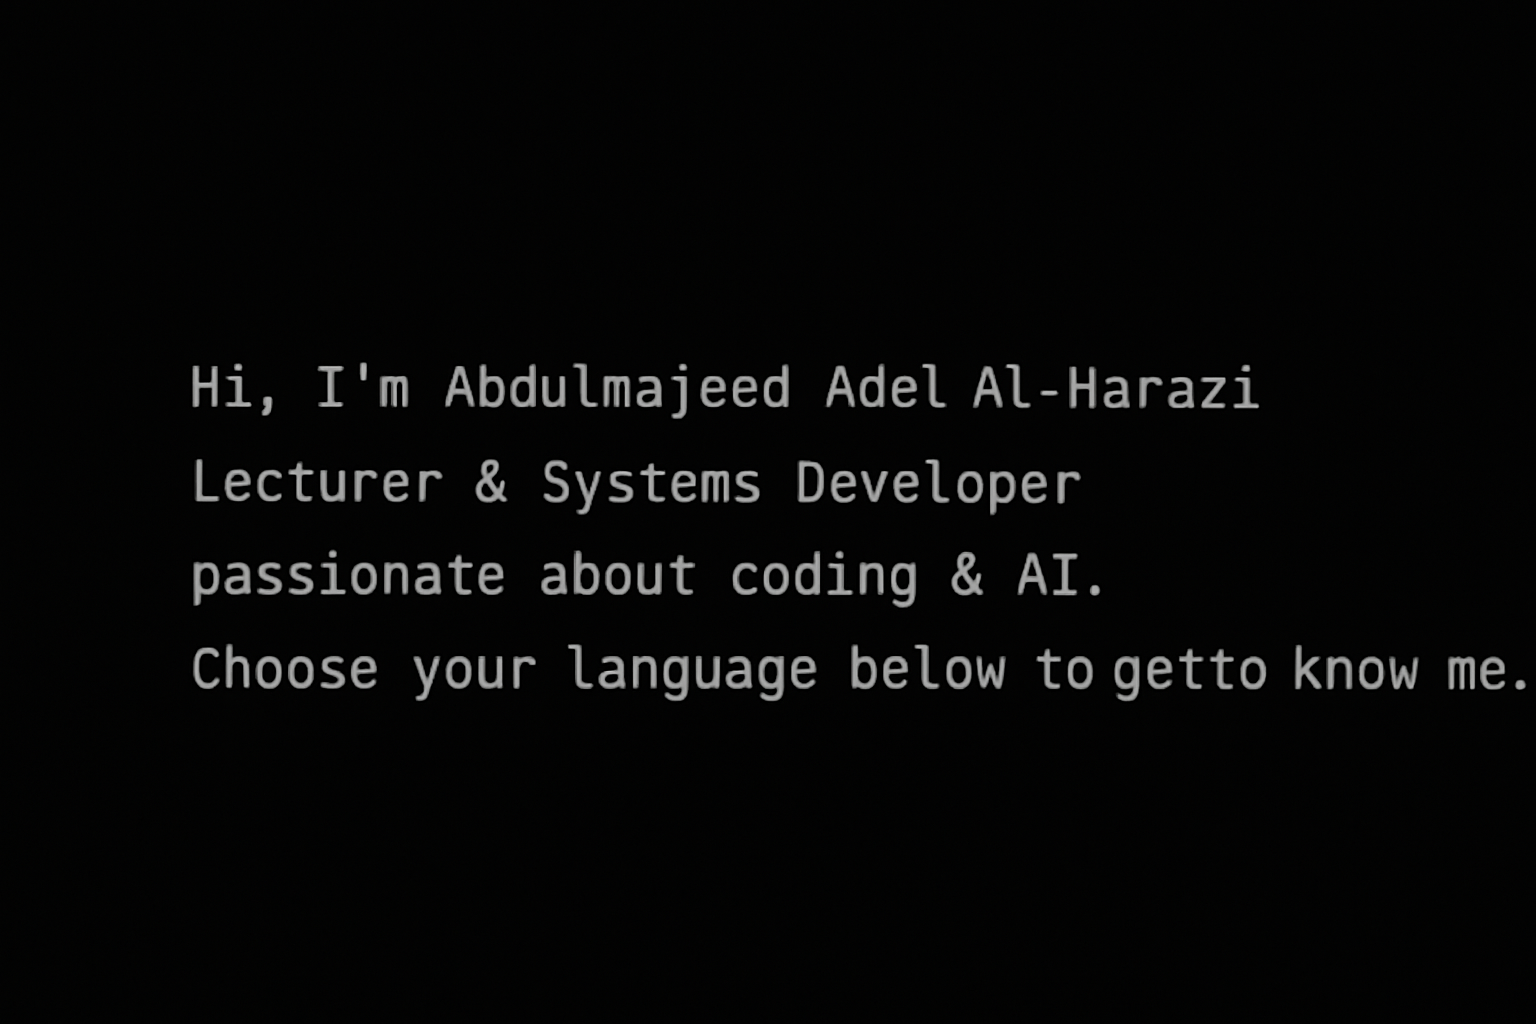 Hi, I'm Abdulmajeed Adel Al-Harazi
Lecturer & Systems Developer
passionate about coding & AI.
Choose your language below to getto know me.